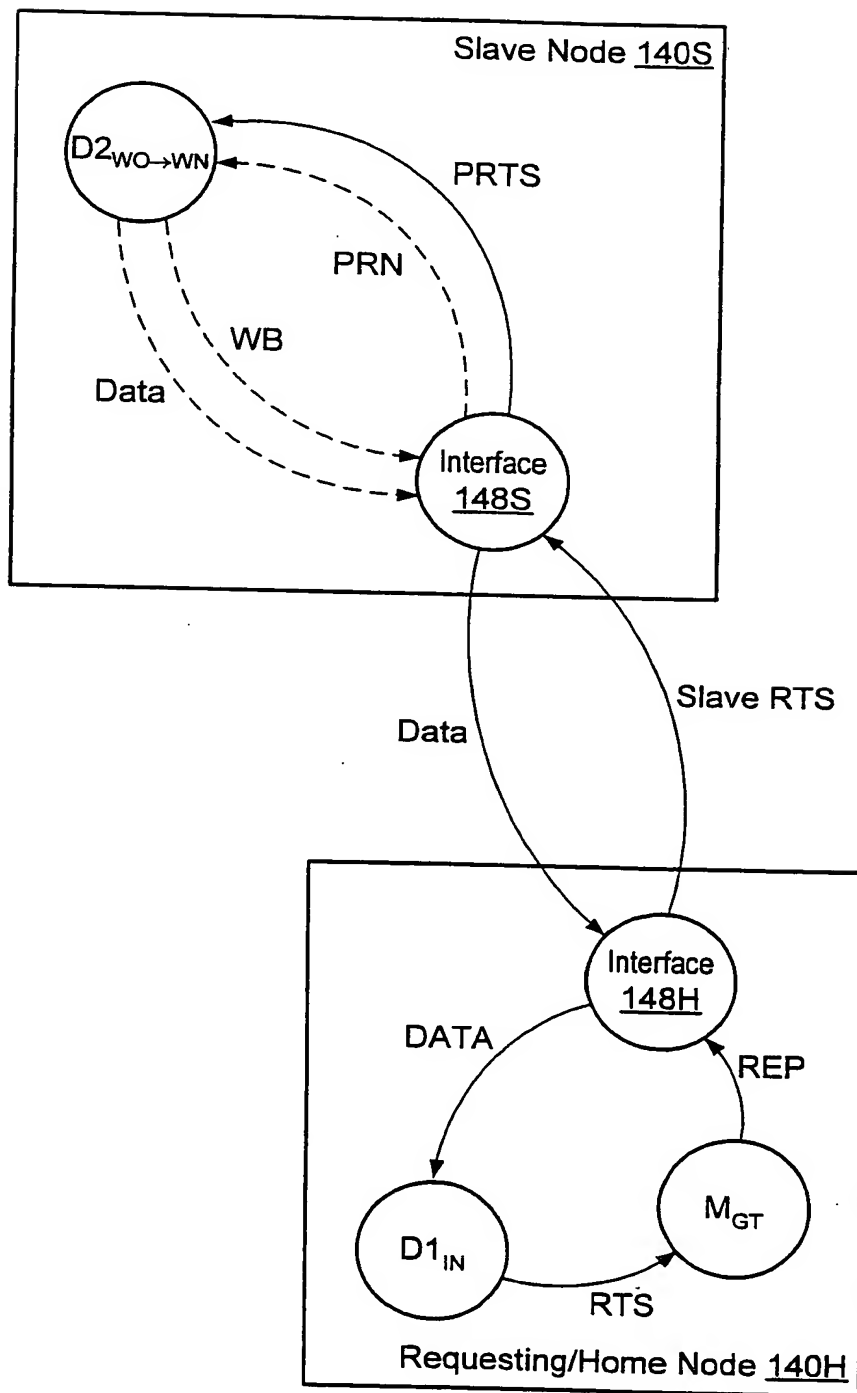 Slave Node 140S
D2WO→WN
PRTS
PRN
WB
Data
Interface
148S
Slave RTS
Data
Interface
148H
DATA
REP
MGT
D1IN
RTS
Requesting/Home Node 140H